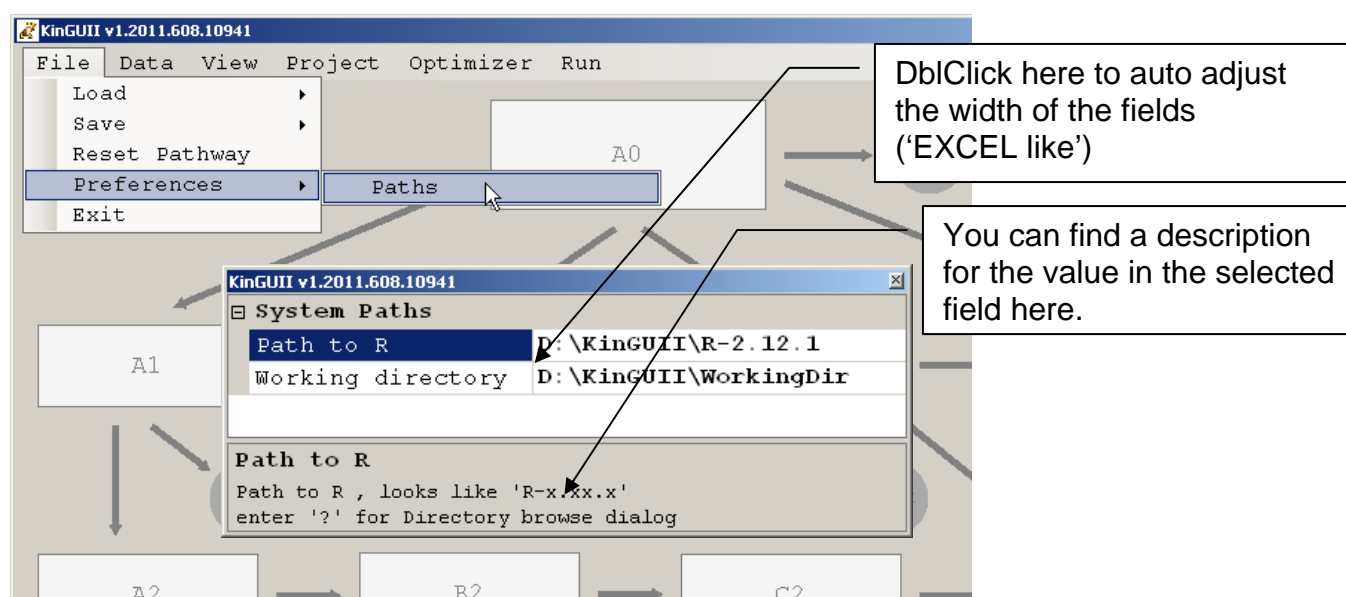 KinGUII v1.2011.608.10941
File Data View Project Optimizer Run
Load
Save
Reset Pathway
Preferences
Paths
Exit
A0
DblClick here to auto adjust
the width of the fields
(‘EXCEL like’)
You can find a description
for the value in the selected
field here.
KinGUII v1.2011.608.10941
System Paths
Path to R D:\KinGUII\R-2.12.1
Working directory D:\KinGUII\WorkingDir
Path to R
Path to R , looks like 'R-x.xx.x'
enter '?' for Directory browse dialog
A1
A2 B2 C2